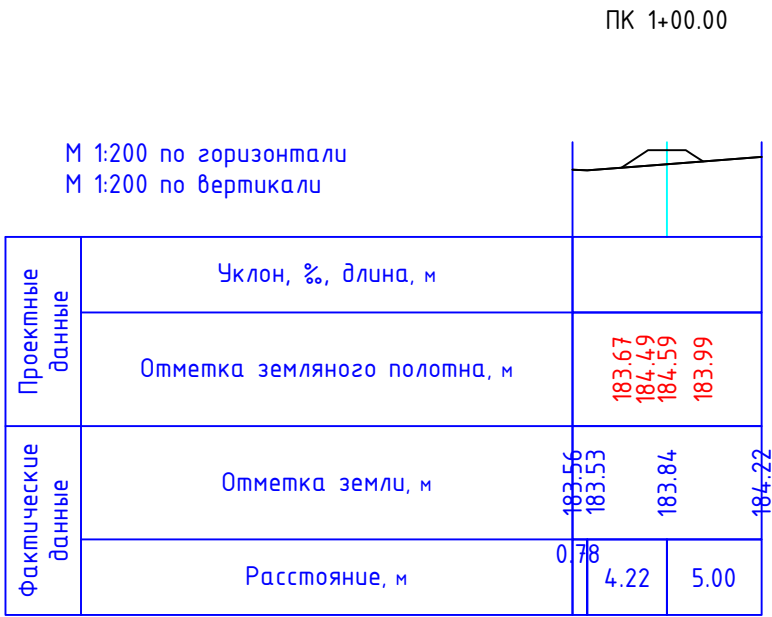 ПК 1+00.00
М 1:200 по горизонтали
М 1:200 по вертикали
Проектные
данные
Уклон, ‰, длина, м
Отметка земляного полотна, м
183.67
184.49
184.59
183.99
Фактические
данные
Отметка земли, м
183.56
183.53
183.84
184.22
Расстояние, м
0.78
4.22
5.00